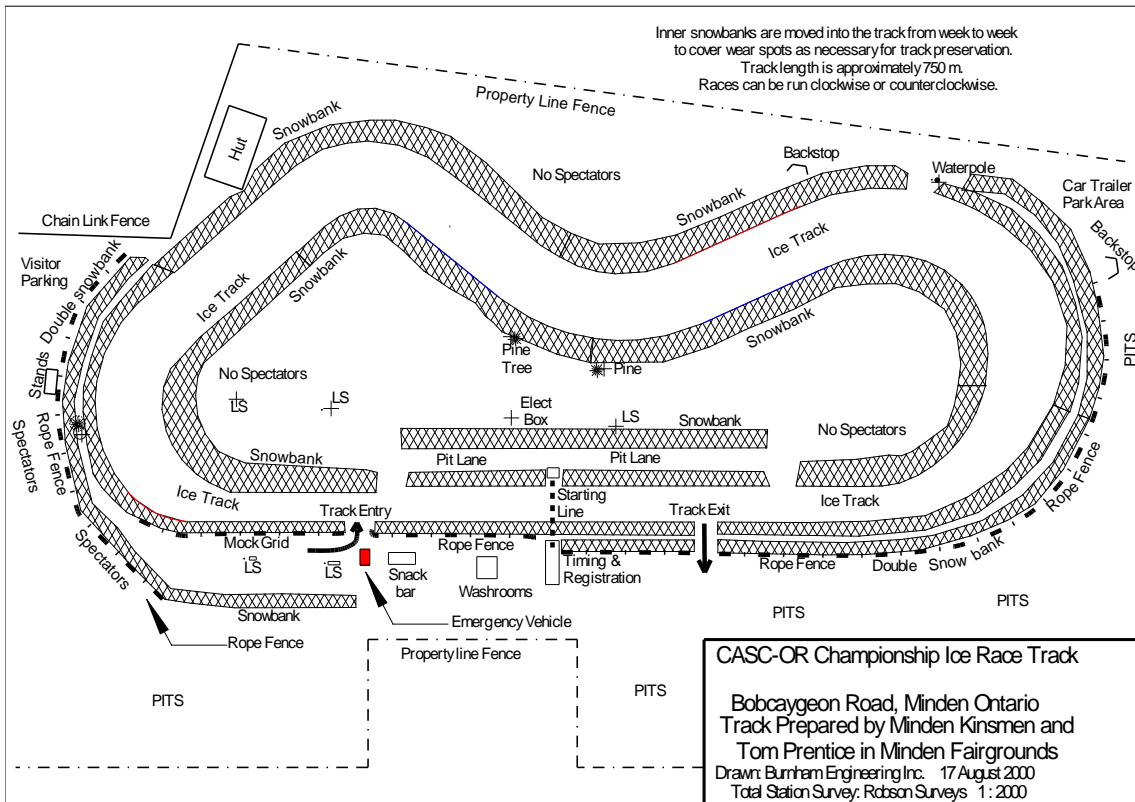 Inner snowbanks are moved into the track from week to week
to cover wear spots as necessary for track preservation.
Track length is approximately 750 m.
Races can be run clockwise or counterclockwise.
Property Line Fence
Snowbank
Hut
No Spectators
Backstop
Waterpole
Car Trailer
Park Area
Backstop
Snowbank
Ice Track
Chain Link Fence
Visitor
Parking
Double snowbank
Ice Track
Snowbank
Snowbank
Stands
Rope Fence
Spectators
No Spectators
LS
LS
Pine
Tree
Pine
Elect
Box
LS
Snowbank
No Spectators
PITS
Snowbank
Pit Lane
Pit Lane
Rope Fence
Ice Track
Track Entry
Starting
Line
Track Exit
Ice Track
Spectators
Mock Grid
LS
LS
Snack
bar
Rope Fence
Washrooms
Timing &
Registration
Rope Fence
Double
Snow bank
Snowbank
Rope Fence
Emergency Vehicle
PITS
PITS
Property line Fence
PITS
PITS
CASC-OR Championship Ice Race Track
Bobcaygeon Road, Minden Ontario
Track Prepared by Minden Kinsmen and
Tom Prentice in Minden Fairgrounds
Drawn: Burnham Engineering Inc. 17 August 2000
Total Station Survey: Robson Surveys 1 : 2000